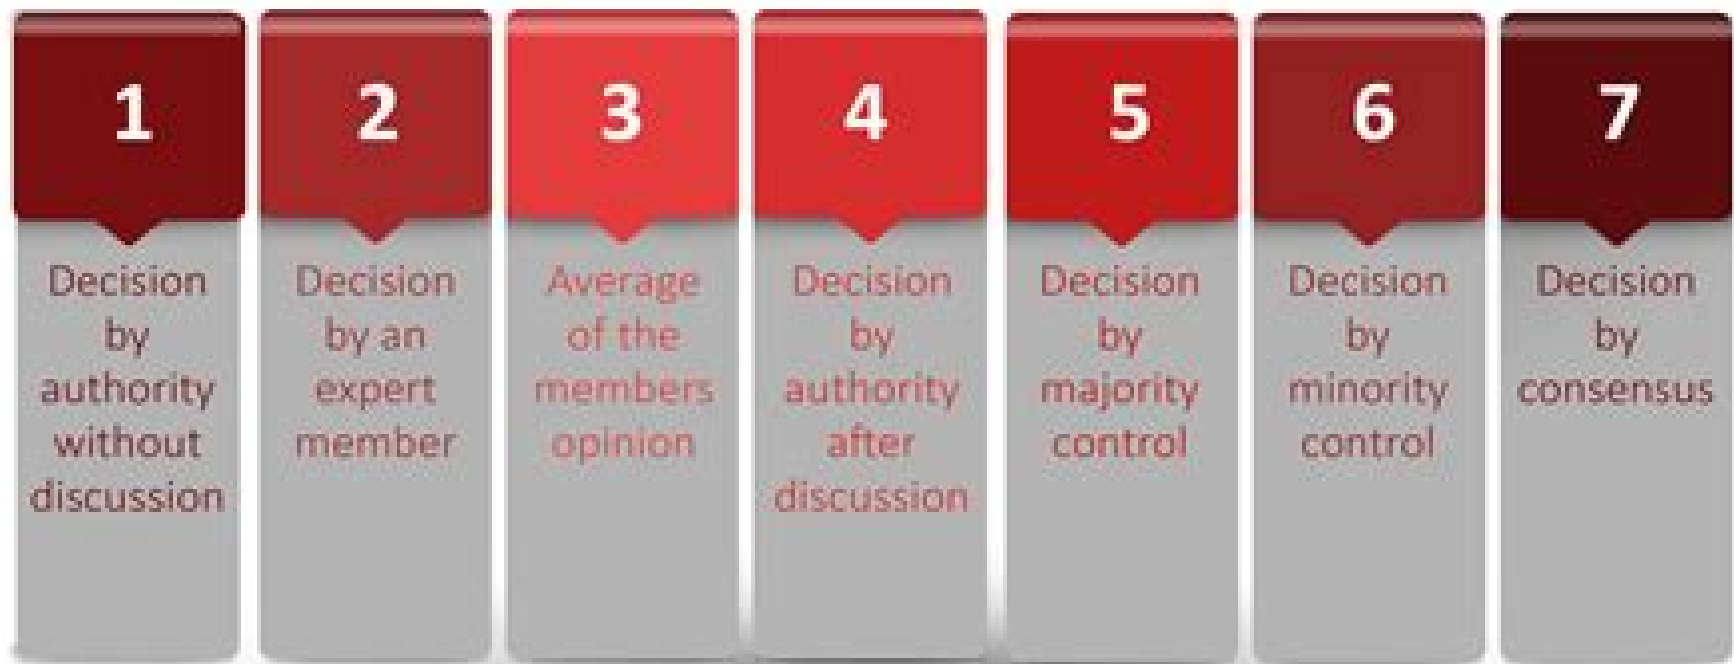 1
Decision
by
authority
without
discussion
2
Decision
by an
expert
member
3
Average
of the
members
opinion
4
Decision
by
authority
after
discussion
5
Decision
by
majority
control
6
Decision
by
minority
control
7
Decision
by
consensus